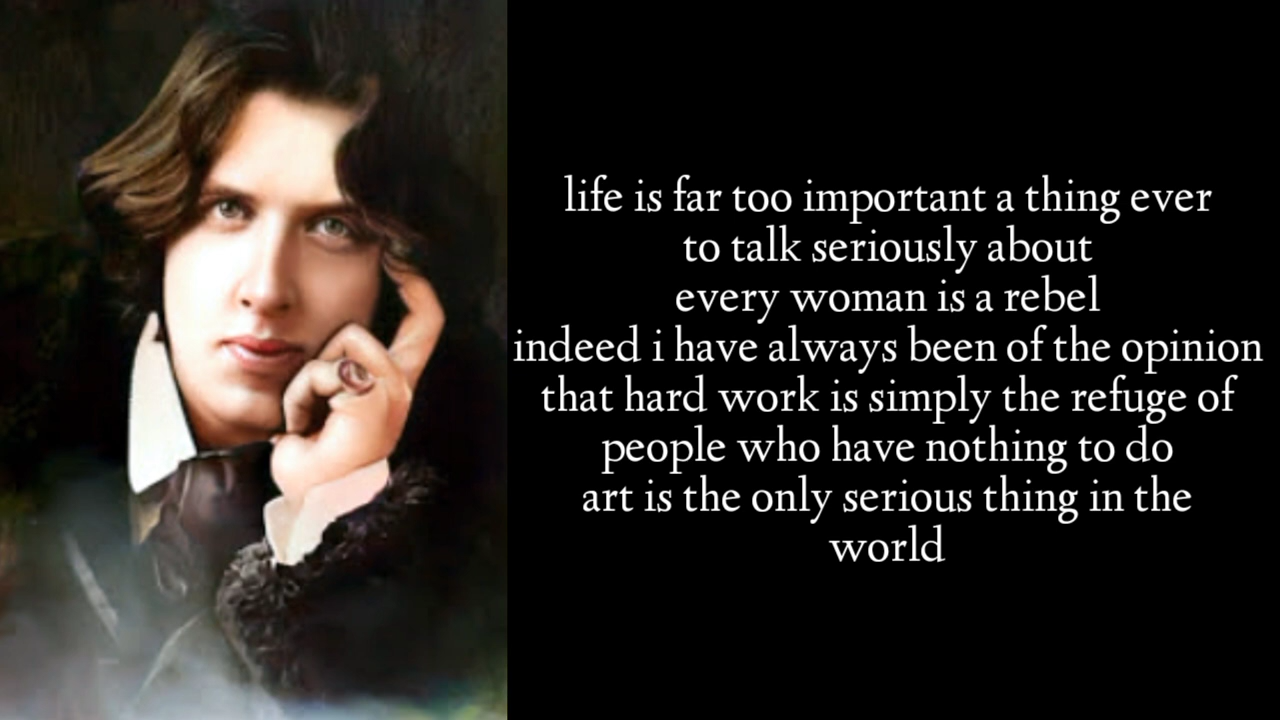 life is far too important a thing ever
to talk seriously about
every woman is a rebel
indeed i have always been of the opinion
that hard work is simply the refuge of
people who have nothing to do
art is the only serious thing in the
world